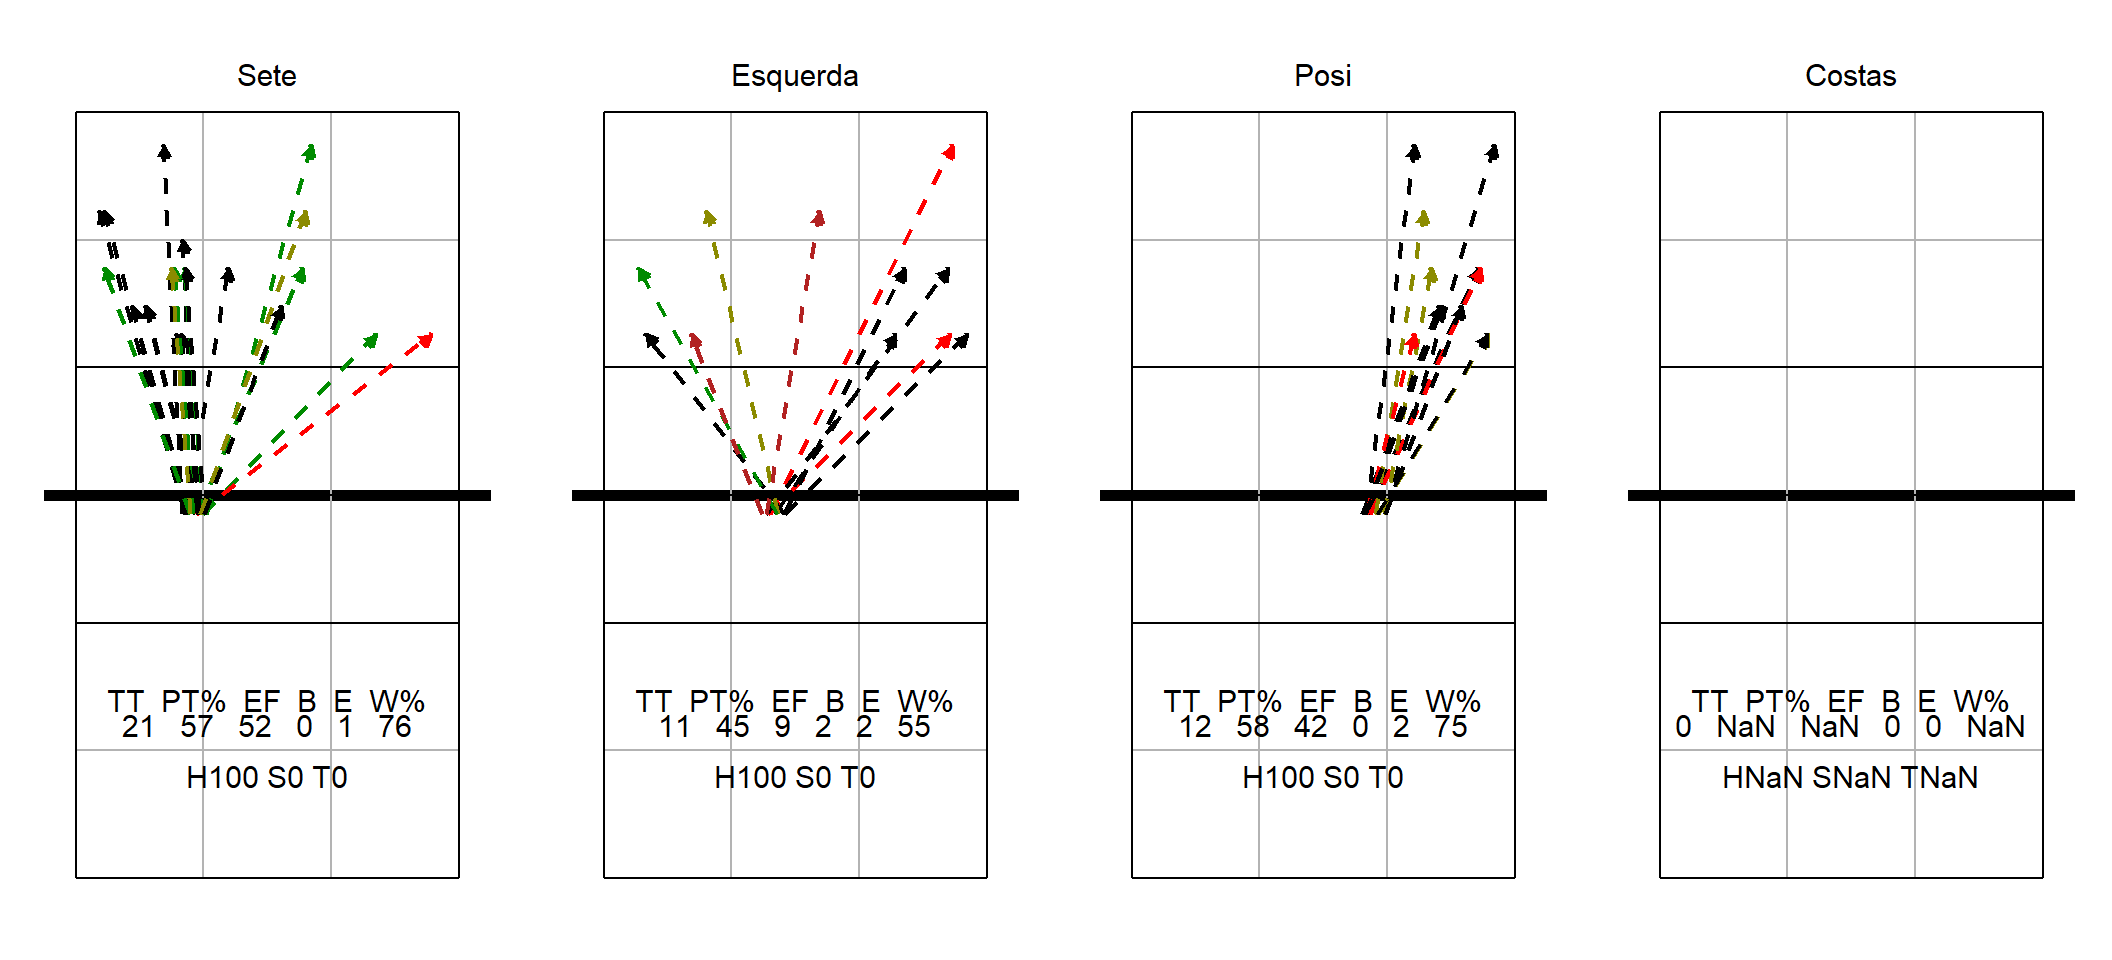 Sete
TT PT% EF B E W%
21 57 52 0 1 76
H100 S0 T0
Esquerda
TT PT% EF B E W%
11 45 9 2 2 55
H100 S0 T0
Posi
TT PT% EF B E W%
12 58 42 0 2 75
H100 S0 T0
Costas
TT PT% EF B E W%
0 NaN NaN 0 0 NaN
HNaN SNaN TNaN